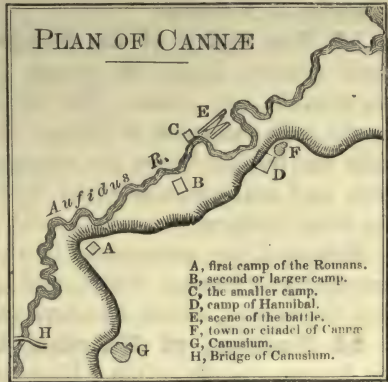 PLAN OF CANNÆ
E
C
R.
F
Aufidus
B
D
A
A, first camp of the Romans.
B, second or larger camp.
C, the smaller camp.
D, camp of Hannibal.
E, scene of the battle.
F, town or citadel of Cannæ
G, Canusium.
H, Bridge of Canusium.
H
G